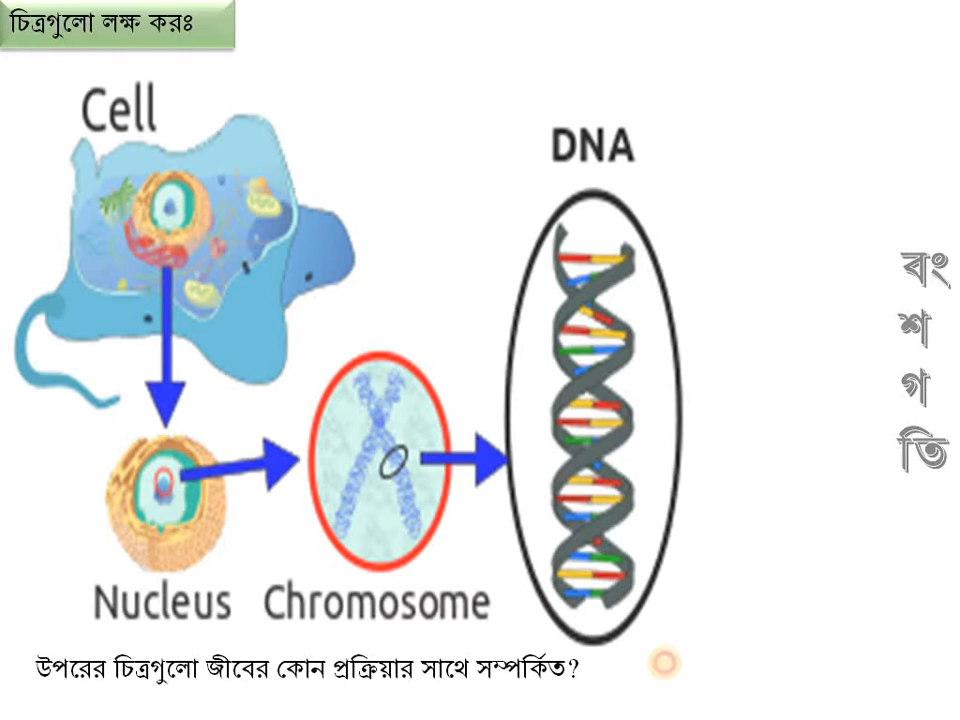 চিত্রগুলো লক্ষ করঃ
Cell
DNA
বং
শ
গ
তি
Nucleus
Chromosome
উপরের চিত্রগুলো জীবের কোন প্রক্রিয়ার সাথে সম্পর্কিত?